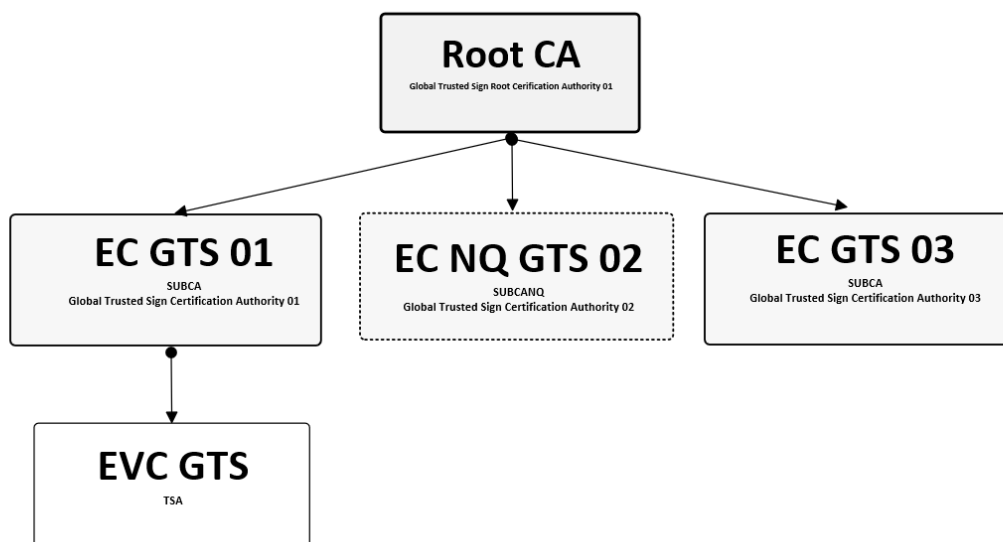 Root CA
Global Trusted Sign Root Cerification Authority 01
EC GTS 01
SUBCA
Global Trusted Sign Certification Authority 01
EC NQ GTS 02
SUBCANQ
Global Trusted Sign Certification Authority 02
EC GTS 03
SUBCA
Global Trusted Sign Certification Authority 03
EVC GTS
TSA